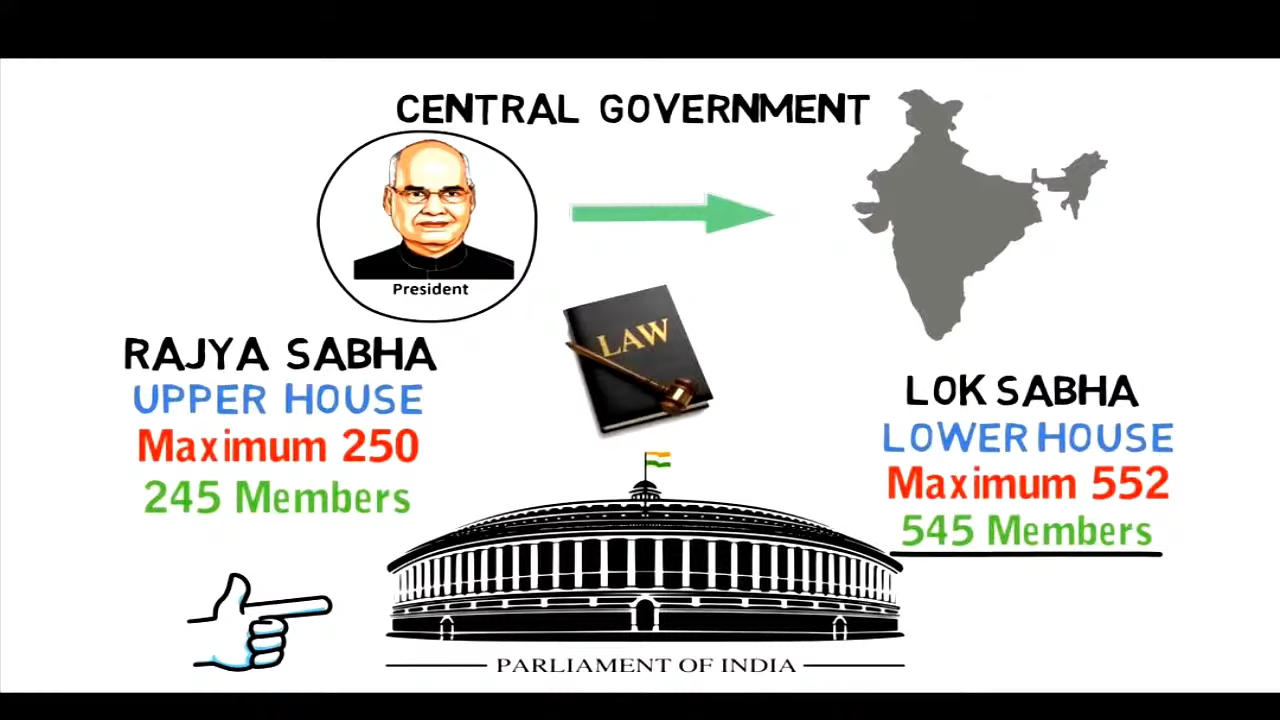 CENTRAL GOVERNMENT
President
LAW
RAJYA SABHA
UPPER HOUSE
Maximum 250
245 Members
LOK SABHA
LOWER HOUSE
Maximum 552
545 Members
PARLIAMENT OF INDIA